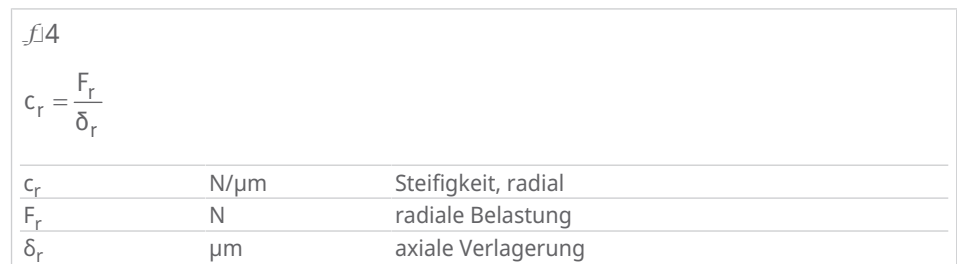 f 4
c_r = F_r / δ_r
c_r N/µm Steifigkeit, radial
F_r N radiale Belastung
δ_r µm axiale Verlagerung